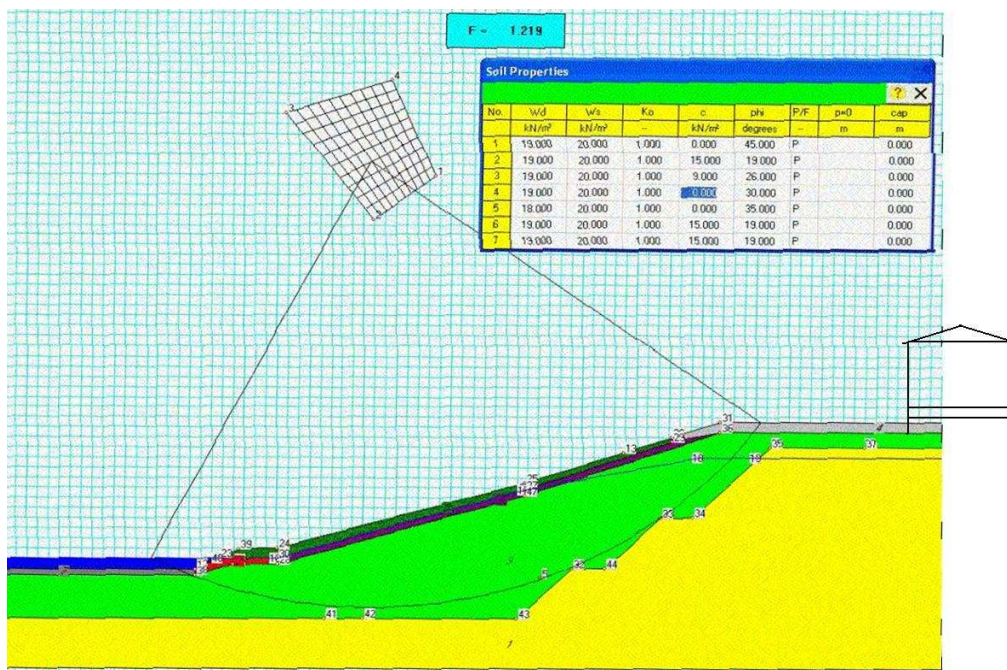 F = 1.219
Soil Properties
? X
No. Wd Ws Ko c phi P/F p=0 cap
kN/m³ kN/m³ -- kN/m² degrees -- m m
1 19.000 20.000 1.000 0.000 45.000 P 0.000
2 19.000 20.000 1.000 15.000 19.000 P 0.000
3 19.000 20.000 1.000 9.000 26.000 P 0.000
4 19.000 20.000 1.000 0.000 30.000 P 0.000
5 18.000 20.000 1.000 0.000 35.000 P 0.000
6 19.000 20.000 1.000 15.000 19.000 P 0.000
7 19.000 20.000 1.000 15.000 19.000 P 0.000
4
3
1
31
36
4
13
35
37
18
19
25
47
33
34
39
24
23
40
30
32
44
3
5
41
42
43
1